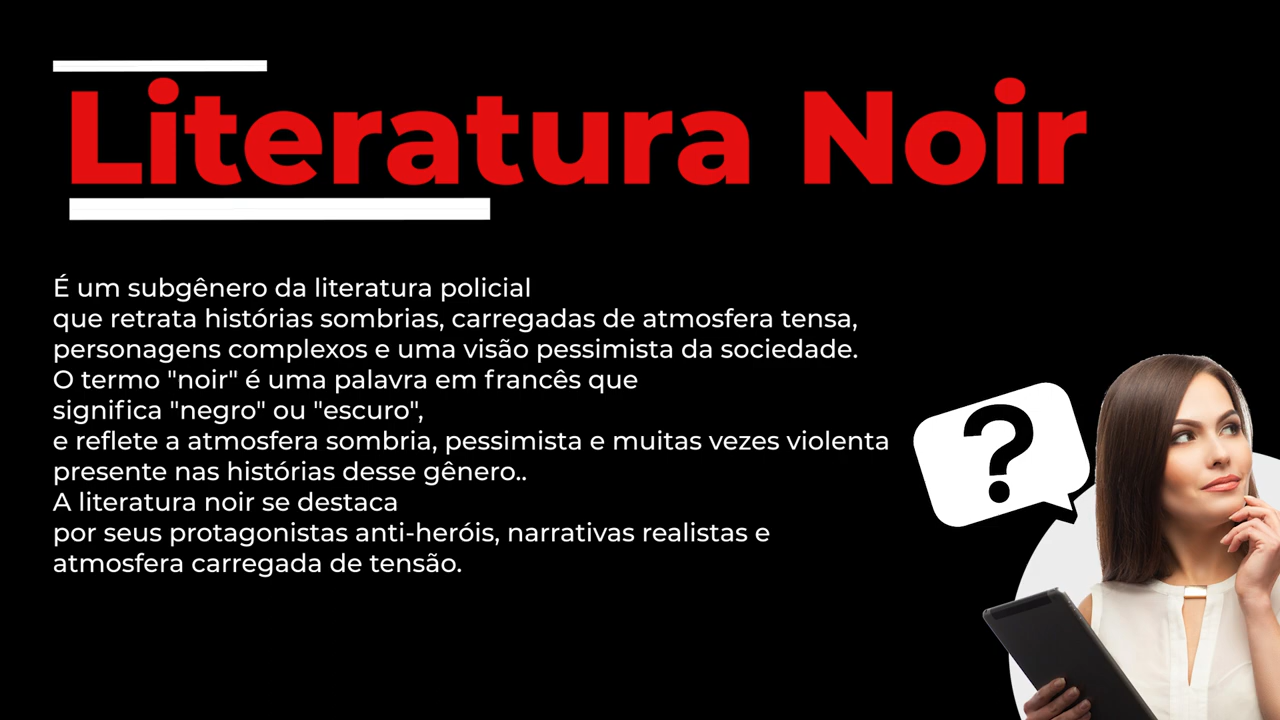 Literatura Noir
É um subgênero da literatura policial
que retrata histórias sombrias, carregadas de atmosfera tensa,
personagens complexos e uma visão pessimista da sociedade.
O termo "noir" é uma palavra em francês que
significa "negro" ou "escuro",
e reflete a atmosfera sombria, pessimista e muitas vezes violenta
presente nas histórias desse gênero..
A literatura noir se destaca
por seus protagonistas anti-heróis, narrativas realistas e
atmosfera carregada de tensão.
?